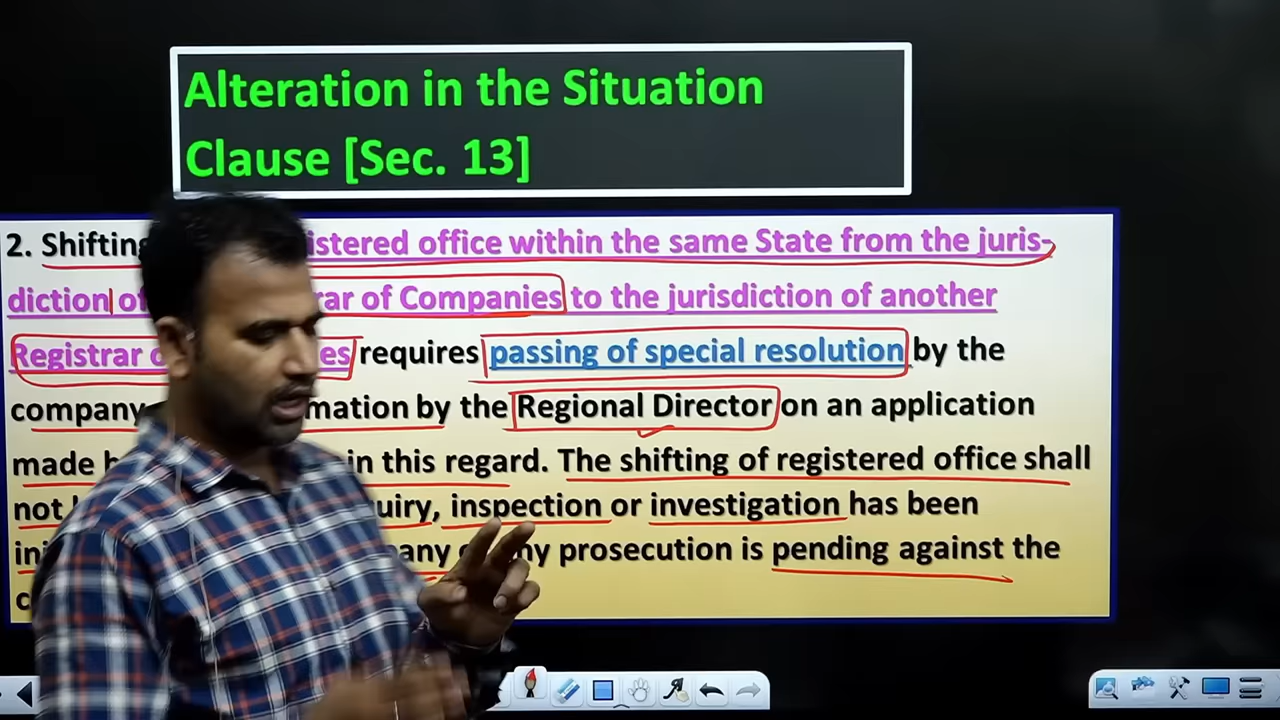 Alteration in the Situation
Clause [Sec. 13]
2. Shifting istered office within the same State from the juris-
diction of rar of Companies to the jurisdiction of another
Registrar es requires passing of special resolution by the
company mation by the Regional Director on an application
made in this regard. The shifting of registered office shall
not uiry, inspection or investigation has been
any prosecution is pending against the